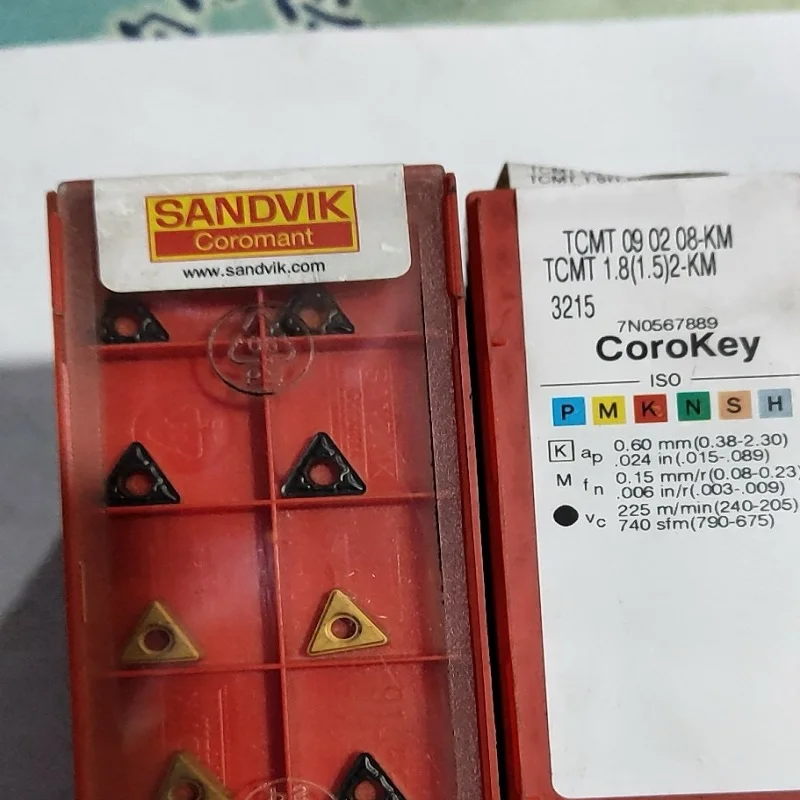 SANDVIK
Coromant
www.sandvik.com
TCMT 09 02 08-KM
TCMT 1.8(1.5)2-KM
3215
7N0567889
CoroKey
ISO
P M K N S H
K ap 0.60 mm(0.38-2.30)
.024 in(.015-.089)
M fn 0.15 mm/r(0.08-0.23)
.006 in/r(.003-.009)
vc 225 m/min(240-205)
740 sfm(790-675)